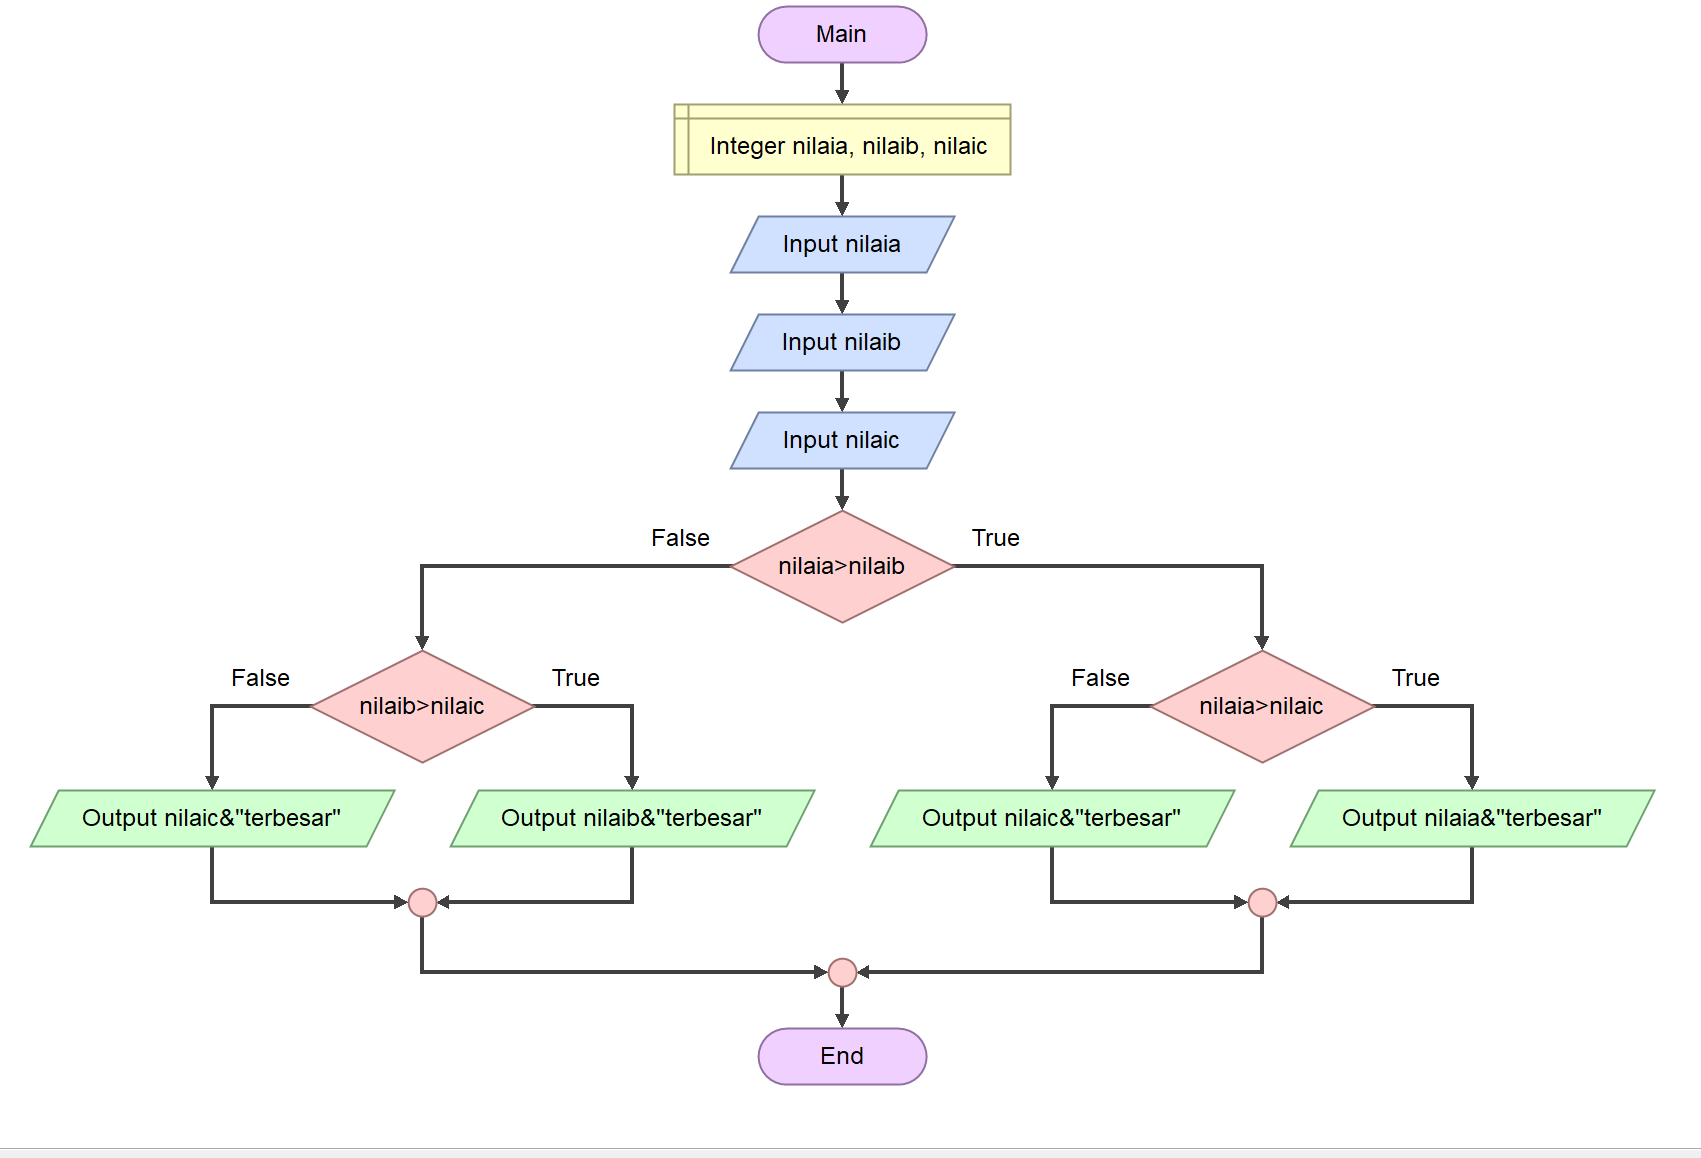 Main
Integer nilaia, nilaib, nilaic
Input nilaia
Input nilaib
Input nilaic
False
True
nilaia>nilaib
False
True
False
True
nilaib>nilaic
nilaia>nilaic
Output nilaic&"terbesar"
Output nilaib&"terbesar"
Output nilaic&"terbesar"
Output nilaia&"terbesar"
End